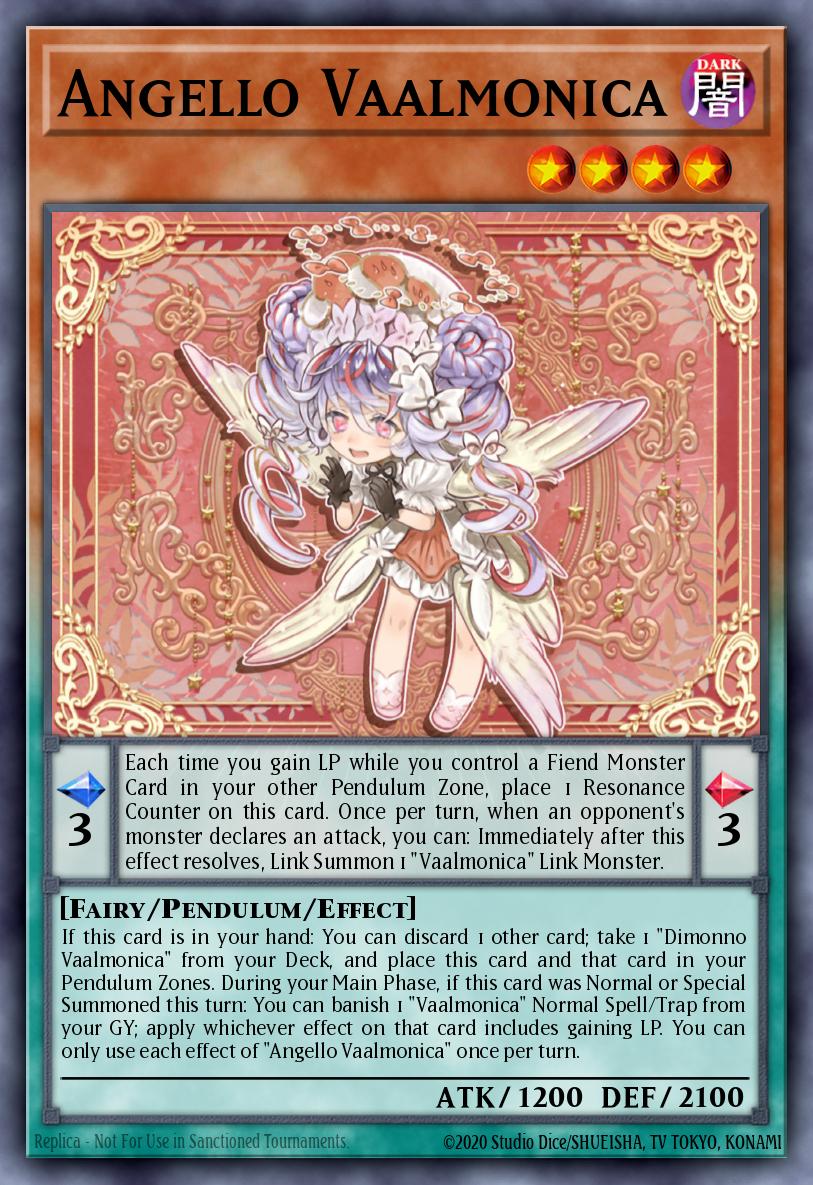 Angello Vaalmonica
DARK
闇
Each time you gain LP while you control a Fiend Monster
Card in your other Pendulum Zone, place 1 Resonance
Counter on this card. Once per turn, when an opponent's
monster declares an attack, you can: Immediately after this
effect resolves, Link Summon 1 "Vaalmonica" Link Monster.
3
3
[Fairy/Pendulum/Effect]
If this card is in your hand: You can discard 1 other card; take 1 "Dimonno
Vaalmonica" from your Deck, and place this card and that card in your
Pendulum Zones. During your Main Phase, if this card was Normal or Special
Summoned this turn: You can banish 1 "Vaalmonica" Normal Spell/Trap from
your GY; apply whichever effect on that card includes gaining LP. You can
only use each effect of "Angello Vaalmonica" once per turn.
ATK/1200 DEF/2100
Replica - Not For Use in Sanctioned Tournaments.
©2020 Studio Dice/SHUEISHA, TV TOKYO, KONAMI